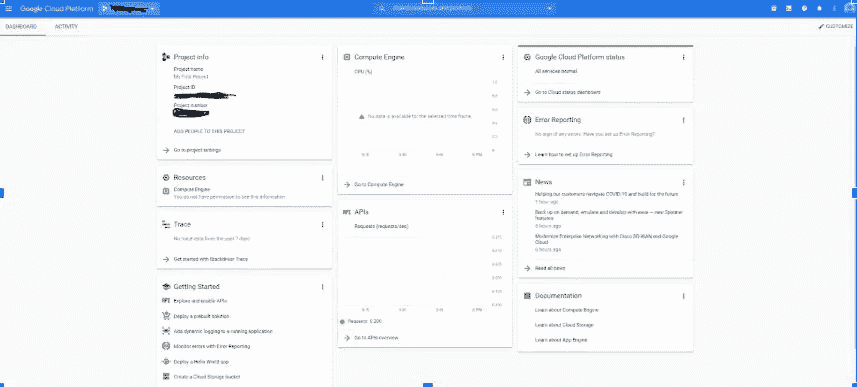 Google Cloud Platform
DASHBOARD
ACTIVITY
CUSTOMIZE
Project info
Project name
My First Project
Project ID
Project number
ADD PEOPLE TO THIS PROJECT
Go to project settings
Resources
Compute Engine
You do not have permission to see this information
Trace
No trace data from the past 7 days
Get started with Stackdriver Trace
Getting Started
Explore and enable APIs
Deploy a prebuilt solution
Add dynamic logging to a running application
Monitor errors with Error Reporting
Deploy a Hello World app
Create a Cloud Storage bucket
Compute Engine
CPU (%)
No data is available for the selected time frame.
Go to Compute Engine
APIs
Requests (requests/sec)
Requests: 0.200
Go to APIs overview
Google Cloud Platform status
All services normal
Go to Cloud status dashboard
Error Reporting
No sign of any errors. Have you set up Error Reporting?
Learn how to set up Error Reporting
News
Helping our customers navigate COVID-19 and build for the future
1 hour ago
Back up on demand, emulate and develop with ease — new Spanner
features
5 hours ago
Modernize Enterprise Networking with Cisco SD-WAN and Google
Cloud
6 hours ago
Read all news
Documentation
Learn about Compute Engine
Learn about Cloud Storage
Learn about App Engine